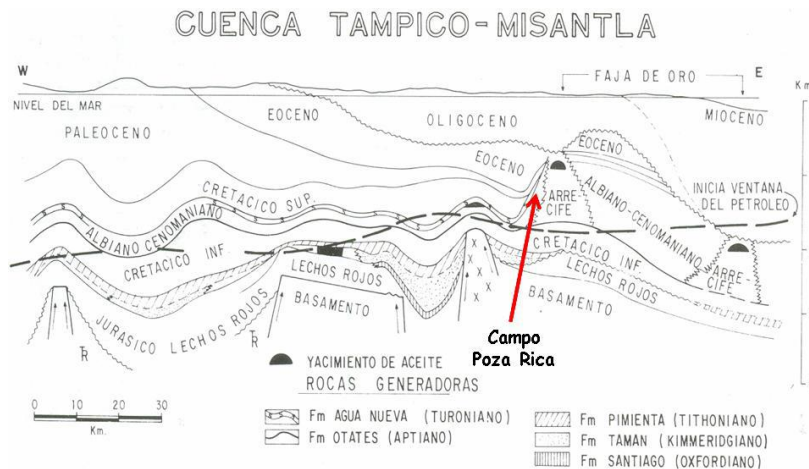 CUENCA TAMPICO-MISANTLA
W
FAJA DE ORO
E
Km
NIVEL DEL MAR
EOCENO
OLIGOCENO
MIOCENO
PALEOCENO
EOCENO
EOCENO
CRETACICO SUP.
ARRE-
CIFE
ALBIANO-CENOMANIANO
INICIA VENTANA
DEL PETROLEO
ALBIANO CENOMANIANO
CRETACICO INF.
CRETACICO INF.
LECHOS ROJOS
LECHOS ROJOS
ARRE-
CIFE
BASAMENTO
BASAMENTO
X
X
X X
X
X X
JURASICO LECHOS ROJOS
TR
TR
Campo
Poza Rica
YACIMIENTO DE ACEITE
ROCAS GENERADORAS
0 10 20 30
Km.
Fm AGUA NUEVA (TURONIANO)
Fm OTATES (APTIANO)
Fm PIMIENTA (TITHONIANO)
Fm TAMAN (KIMMERIDGIANO)
Fm SANTIAGO (OXFORDIANO)